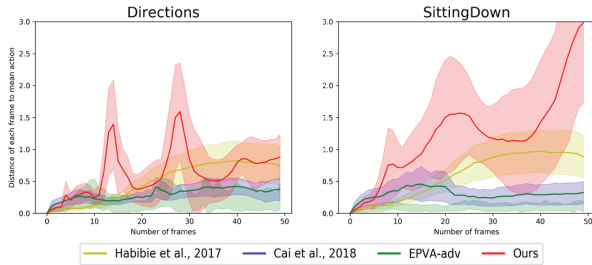 Directions
SittingDown
Distance of each frame to mean action
3.0
2.5
2.0
1.5
1.0
0.5
0.0
0 10 20 30 40 50
Number of frames
3.0
2.5
2.0
1.5
1.0
0.5
0.0
0 10 20 30 40 50
Number of frames
Habibie et al., 2017 Cai et al., 2018 EPVA-adv Ours